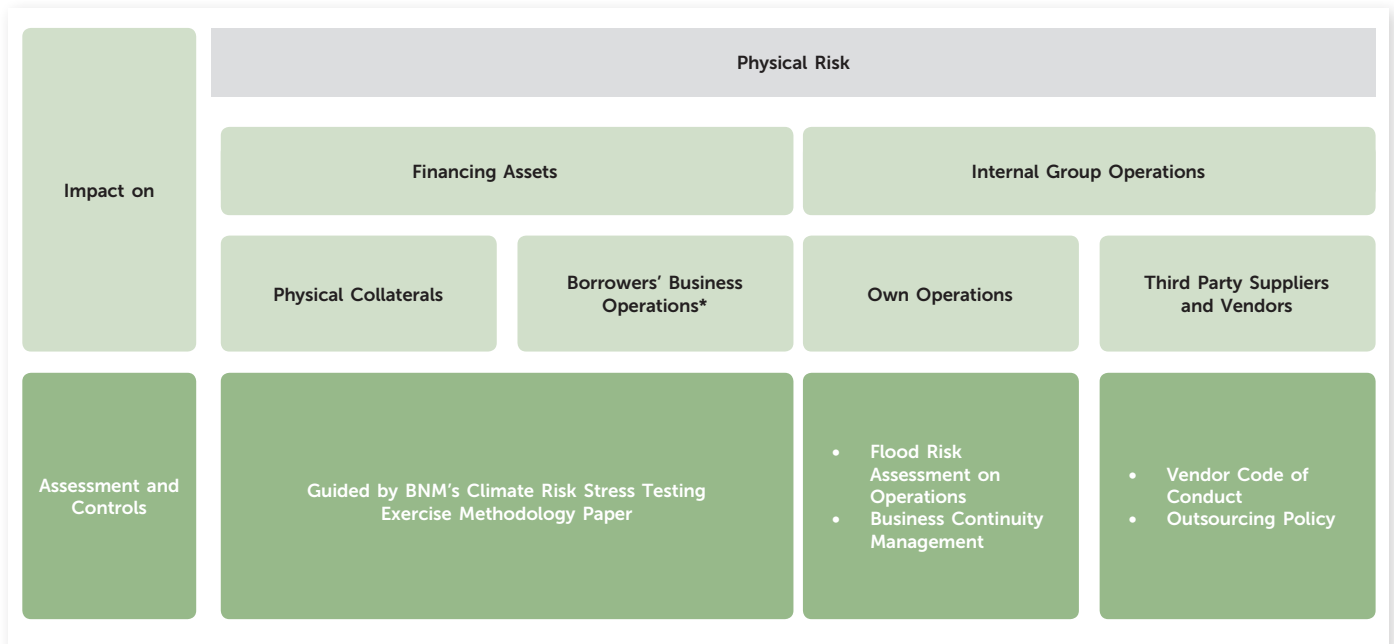 Physical Risk
Impact on
Financing Assets
Internal Group Operations
Physical Collaterals
Borrowers’ Business
Operations*
Own Operations
Third Party Suppliers
and Vendors
Assessment and
Controls
Guided by BNM’s Climate Risk Stress Testing
Exercise Methodology Paper
• Flood Risk
Assessment on
Operations
• Business Continuity
Management
• Vendor Code of
Conduct
• Outsourcing Policy